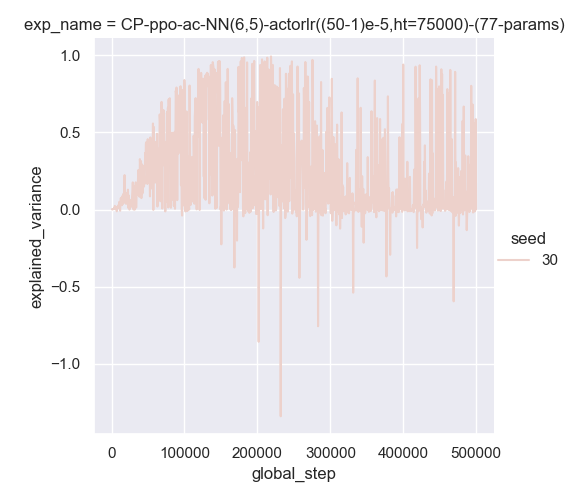 exp_name = CP-ppo-ac-NN(6,5)-actorlr((50-1)e-5,ht=75000)-(77-params)
1.0
0.5
0.0
−0.5
−1.0
explained_variance
0 100000 200000 300000 400000 500000
global_step
seed
30